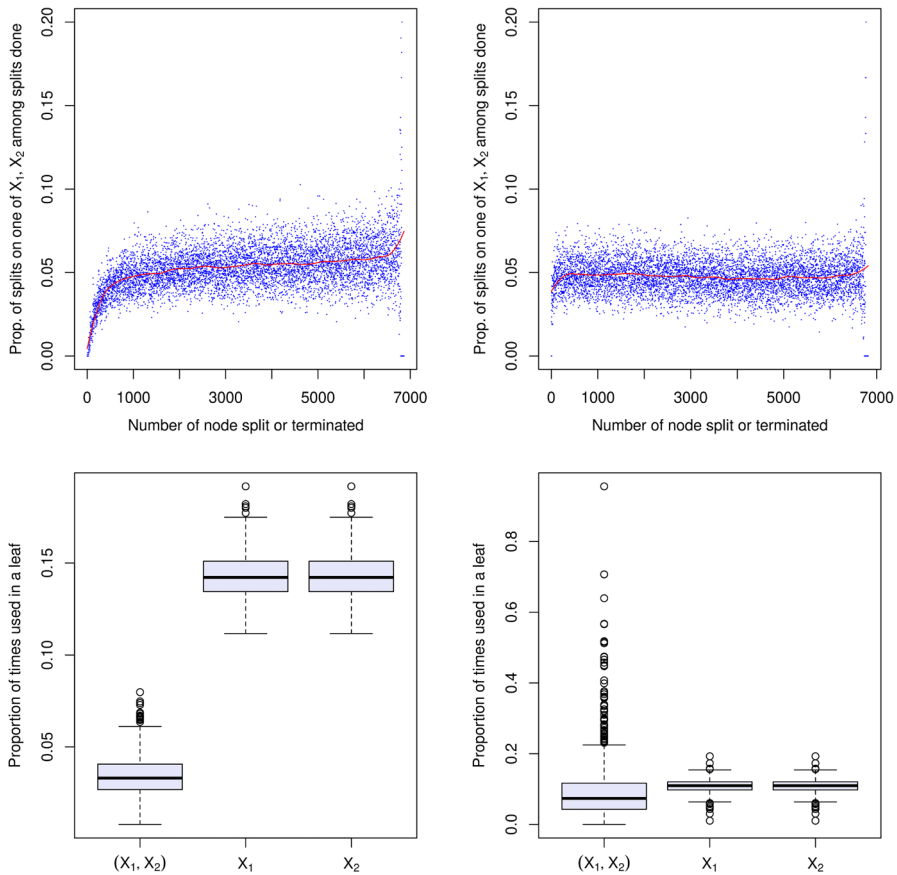 Prop. of splits on one of X₁, X₂ among splits done
0.20
0.15
0.10
0.05
0.00
0 1000 3000 5000 7000
Number of node split or terminated
Prop. of splits on one of X₁, X₂ among splits done
0.20
0.15
0.10
0.05
0.00
0 1000 3000 5000 7000
Number of node split or terminated
Proportion of times used in a leaf
0.15
0.10
0.05
(X₁, X₂) X₁ X₂
Proportion of times used in a leaf
0.8
0.6
0.4
0.2
0.0
(X₁, X₂) X₁ X₂